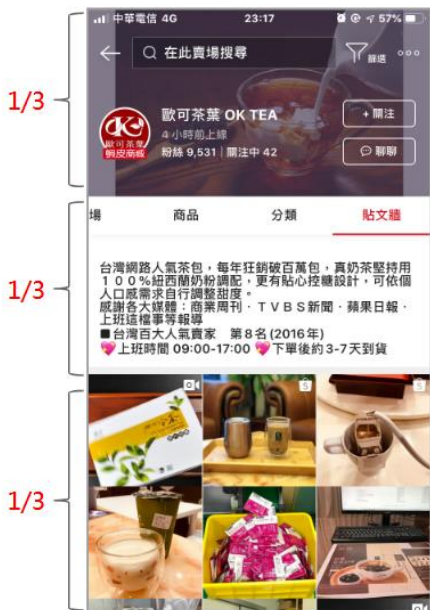 中華電信 4G 23:17 57%
在此賣場搜尋 篩選
歐可茶葉 OK TEA
+ 關注
4 小時前上線
歐可茶葉
蝦皮商城
粉絲 9,531 | 關注中 42
聊聊
1/3
場 商品 分類 貼文牆
台灣網路人氣茶包，每年狂銷破百萬包，真奶茶堅持用
１００%紐西蘭奶粉調配，更有貼心控糖設計，可依個
人口感需求自行調整甜度。
感謝各大媒體：商業周刊．ＴＶＢＳ新聞．蘋果日報．
上班這檔事等報導
■台灣百大人氣賣家　第８名(2016年)
💖上班時間 09:00-17:00 💖下單後約3-7天到貨
1/3
1/3